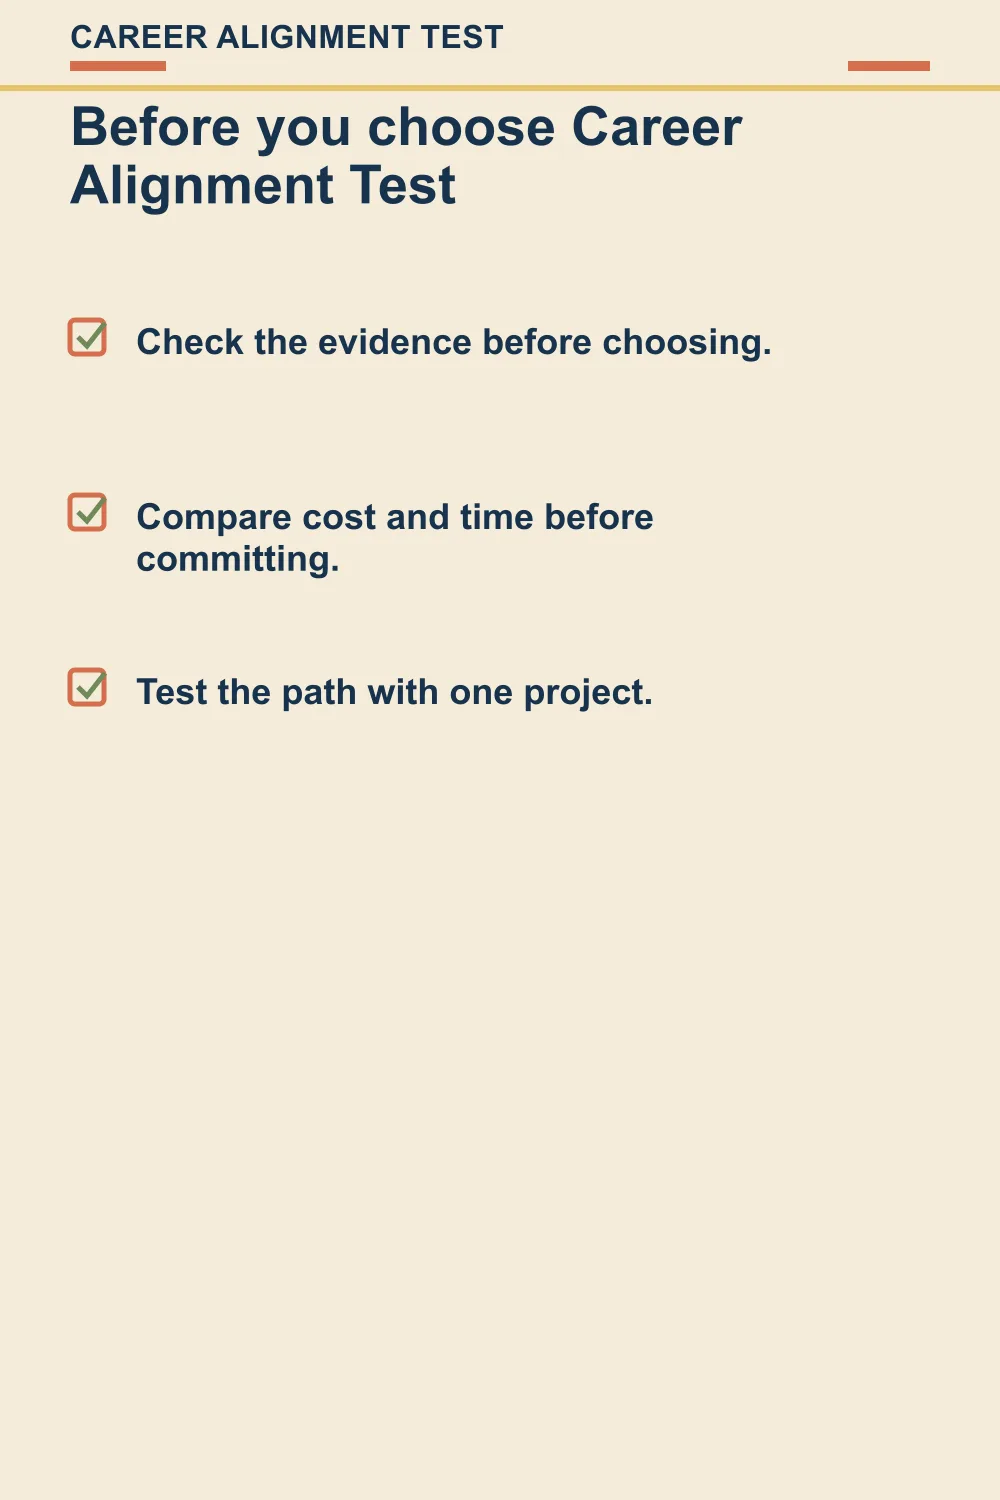 CAREER ALIGNMENT TEST
Before you choose Career
Alignment Test
Check the evidence before choosing.
Compare cost and time before
committing.
Test the path with one project.